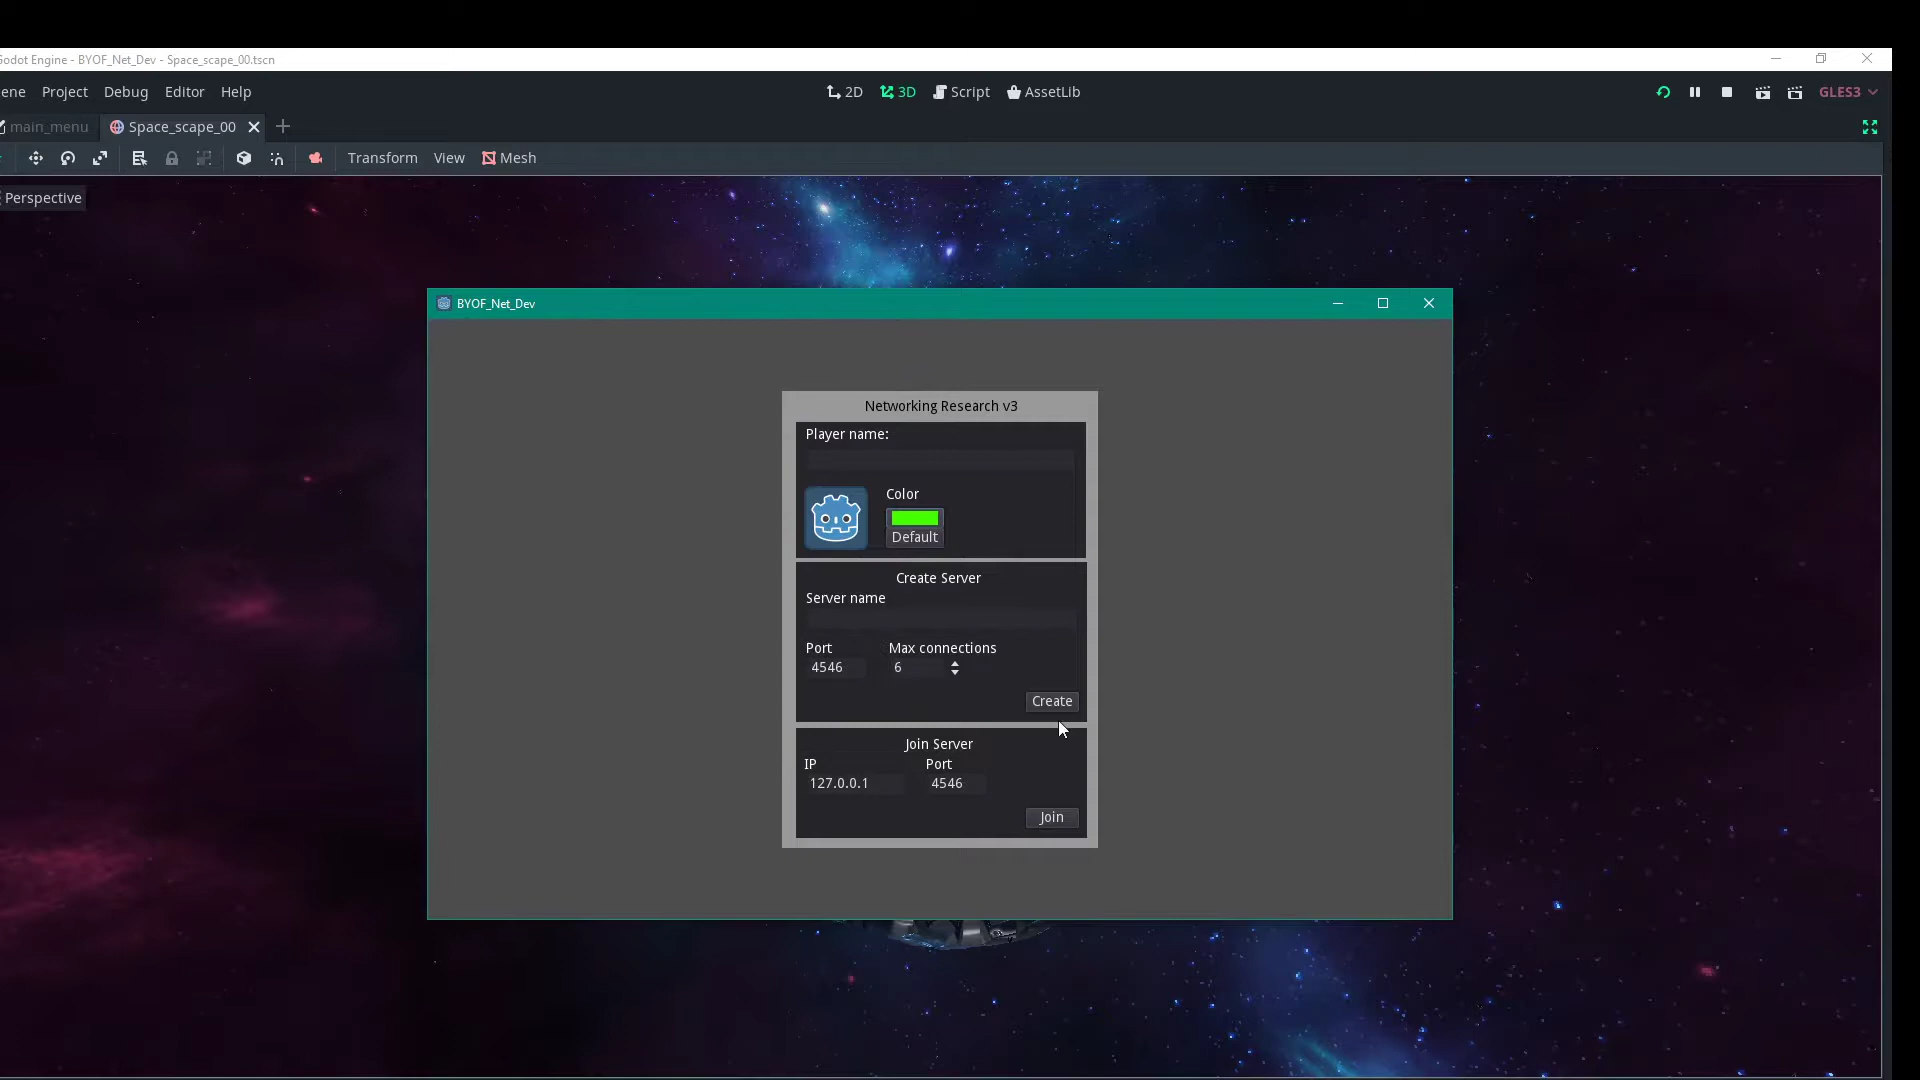 Godot Engine - BYOF_Net_Dev - Space_scape_00.tscn
ene Project Debug Editor Help 2D 3D Script AssetLib GLES3
main_menu Space_scape_00
Transform View Mesh
Perspective
BYOF_Net_Dev
Networking Research v3
Player name:
Color
Default
Create Server
Server name
Port Max connections
4546 6
Create
Join Server
IP Port
127.0.0.1 4546
Join